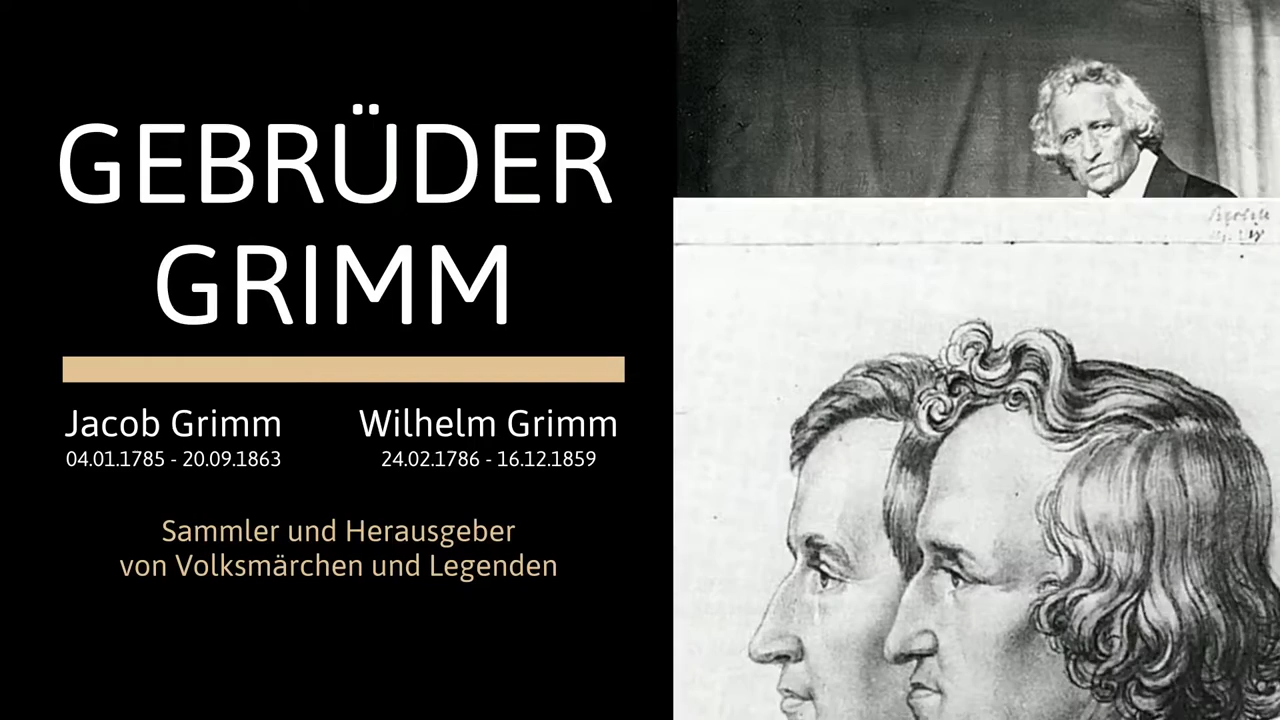 GEBRÜDER
GRIMM
Jacob Grimm
04.01.1785 - 20.09.1863
Wilhelm Grimm
24.02.1786 - 16.12.1859
Sammler und Herausgeber
von Volksmärchen und Legenden